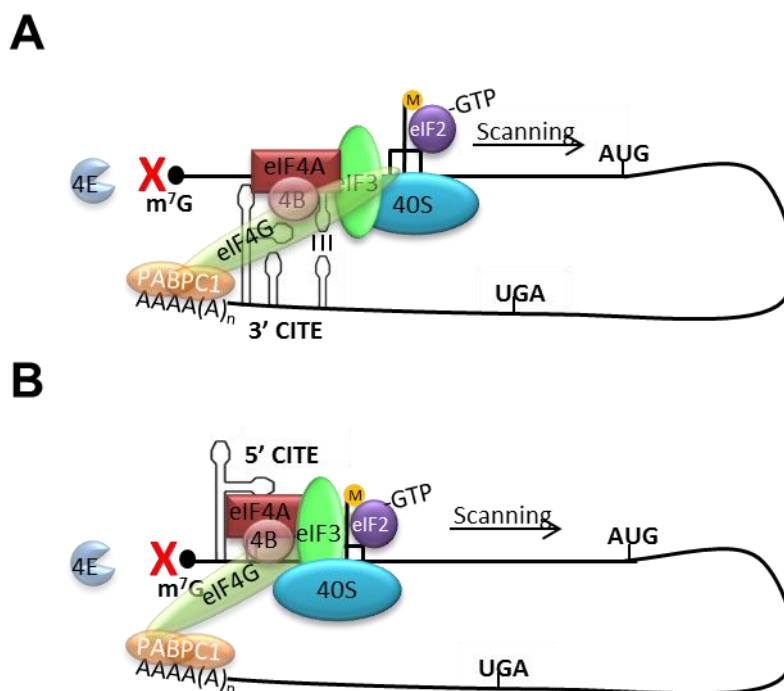 A
M
-GTP
eIF2
Scanning
AUG
eIF4A
eIF3
4E
X
4B
40S
m⁷G
eIF4G
PABPC1
AAAA(A)n
UGA
3' CITE
B
5' CITE
M
-GTP
eIF4A
eIF2
Scanning
4B
eIF3
AUG
4E
X
m⁷G
eIF4G
40S
PABPC1
AAAA(A)n
UGA